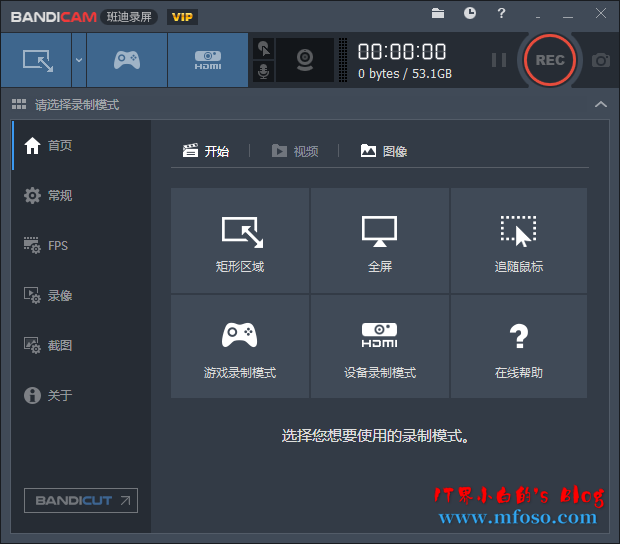 BANDICAM 班迪录屏 VIP
HDMI
00:00:00
0 bytes / 53.1GB
REC
请选择录制模式
首页
常规
FPS
录像
截图
关于
BANDICUT
开始
视频
图像
矩形区域
全屏
追随鼠标
游戏录制模式
HDMI
设备录制模式
?
在线帮助
选择您想要使用的录制模式。
IT界小白的's Blog
www.mfoso.com